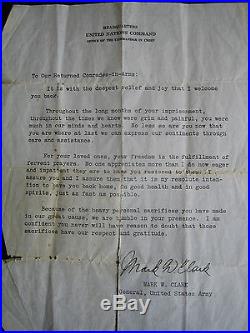 HEADQUARTERS
UNITED NATIONS COMMAND
OFFICE OF THE COMMANDER IN CHIEF
To Our Returned Comrades-in-Arms:
It is with the deepest relief and joy that I welcome
you back.
Throughout the long months of your imprisonment,
throughout the times we knew were grim and painful, you were
much in our minds and hearts. No less so are you now that
you are where at last we can express our continuous thoughts through
care and assistance.
For your loved ones, your freedom is the fulfillment of
fervent prayers. No one appreciates more than I do how eager
and impatient they are to have you restored to them. I
assure you and I assure them that it is my resolute inten-
tion to have you back home, in good health and in good
spirits, just as fast as possible.
Because of the heavy personal sacrifices you have made
in our great cause, we are humble in your presence. I am
confident you never will have reason to doubt that those
sacrifices have our respect and gratitude.
Mark W Clark
MARK W. CLARK
General, United States Army